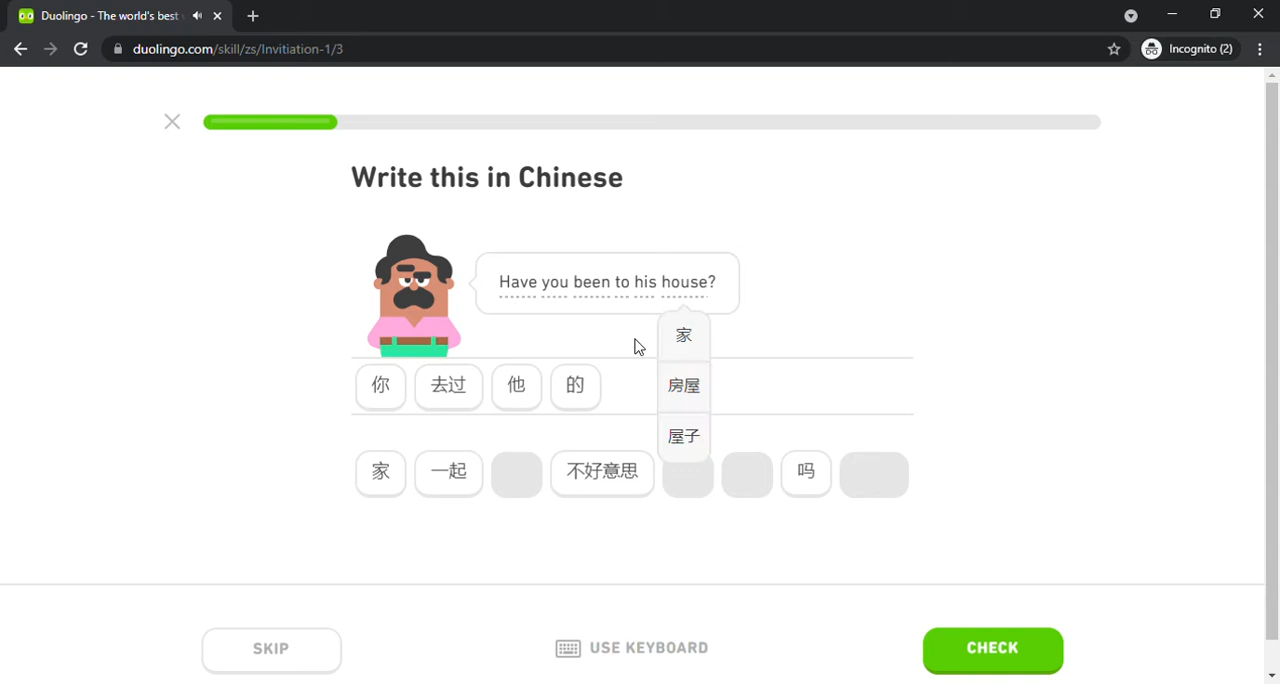 Duolingo - The world's best
duolingo.com/skill/zs/Invitiation-1/3
Incognito (2)
Write this in Chinese
Have you been to his house?
家
房屋
屋子
你 去过 他 的
家 一起 不好意思 吗
SKIP
USE KEYBOARD
CHECK